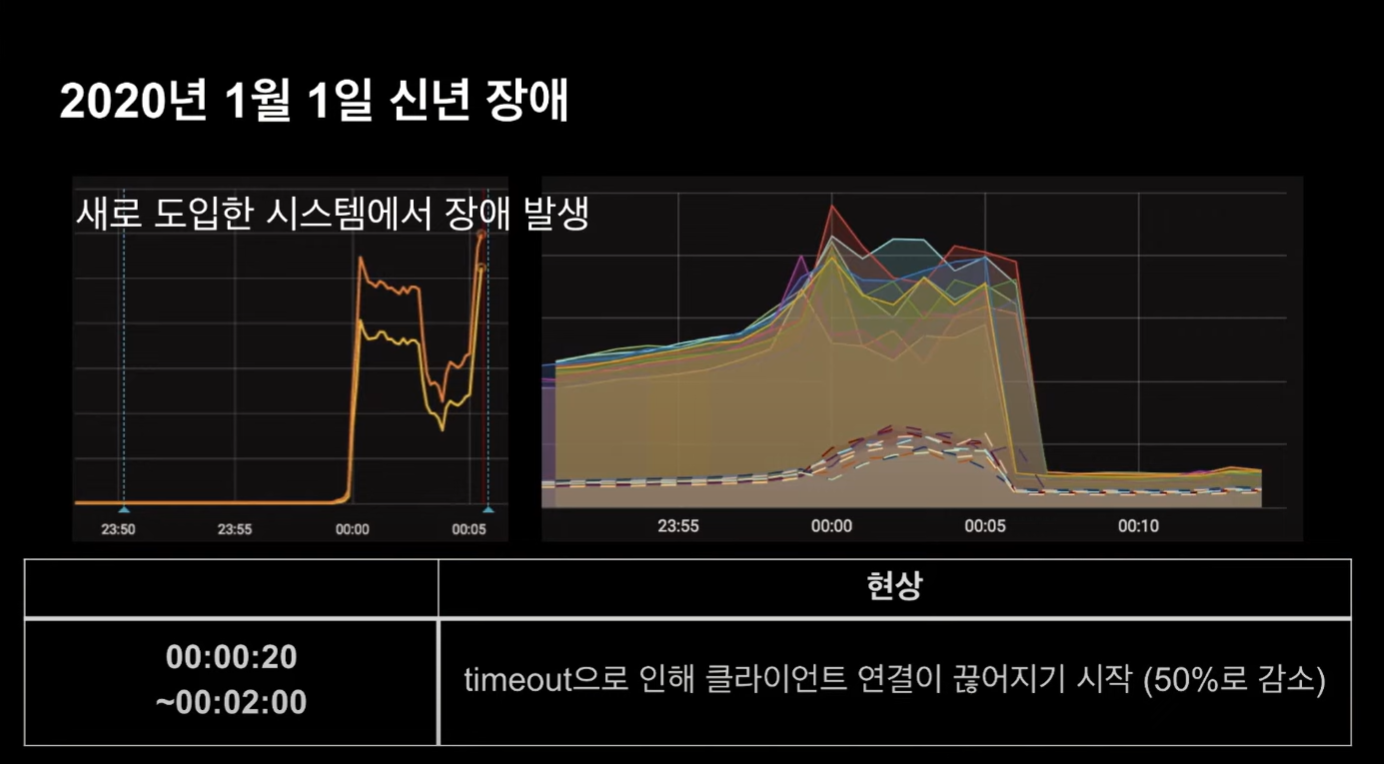 2020년 1월 1일 신년 장애
새로 도입한 시스템에서 장애 발생
23:50 23:55 00:00 00:05
23:55 00:00 00:05 00:10
현상
00:00:20
~00:02:00
timeout으로 인해 클라이언트 연결이 끊어지기 시작 (50%로 감소)